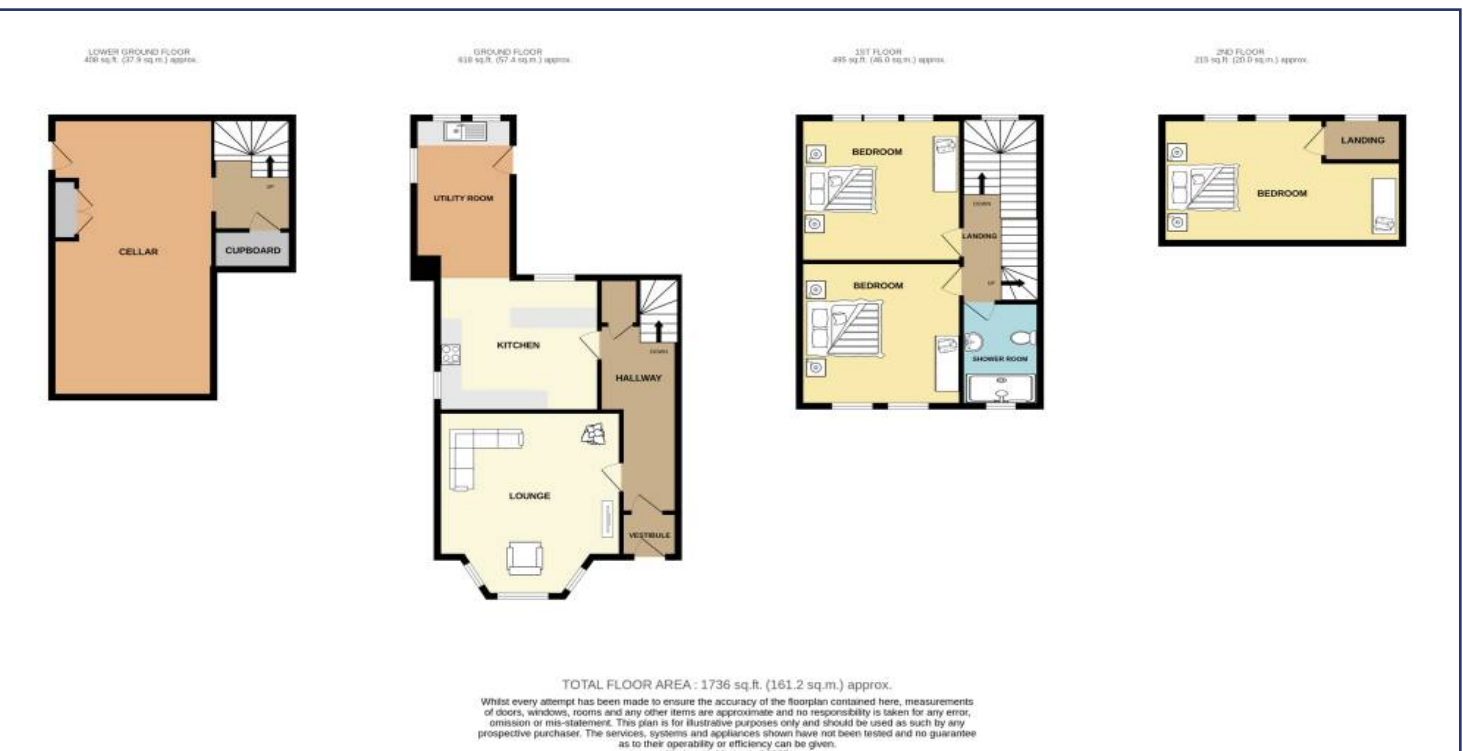 LOWER GROUND FLOOR
408 sq.ft. (37.9 sq.m.) approx.
GROUND FLOOR
618 sq.ft. (57.4 sq.m.) approx.
1ST FLOOR
495 sq.ft. (46.0 sq.m.) approx.
2ND FLOOR
215 sq.ft. (20.0 sq.m.) approx.
CELLAR
UP
CUPBOARD
UTILITY ROOM
KITCHEN
DOWN
HALLWAY
LOUNGE
VESTIBULE
BEDROOM
DOWN
LANDING
BEDROOM
UP
SHOWER ROOM
LANDING
BEDROOM
TOTAL FLOOR AREA : 1736 sq.ft. (161.2 sq.m.) approx.
Whilst every attempt has been made to ensure the accuracy of the floorplan contained here, measurements
of doors, windows, rooms and any other items are approximate and no responsibility is taken for any error,
omission or mis-statement. This plan is for illustrative purposes only and should be used as such by any
prospective purchaser. The services, systems and appliances shown have not been tested and no guarantee
as to their operability or efficiency can be given.